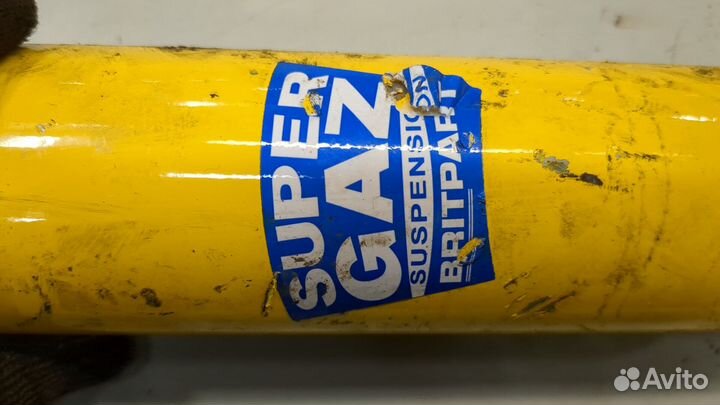 SUPER
GAZ
SUSPENSION
BRITPART
Avito